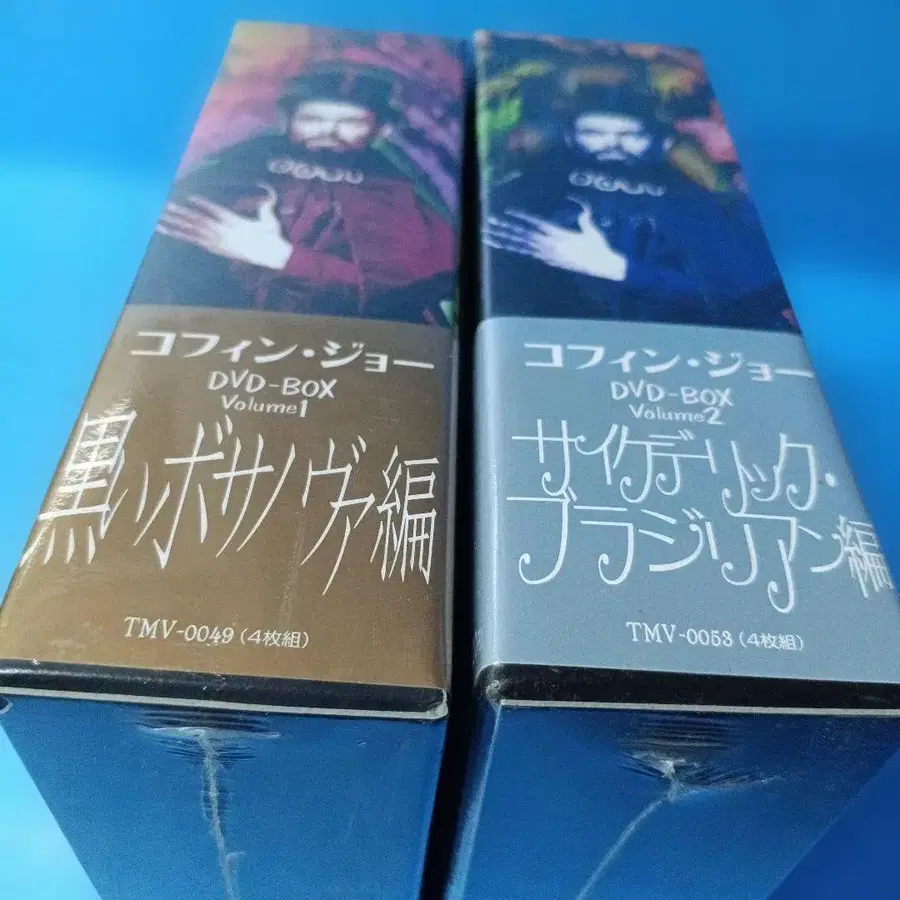 コフィン・ジョー
DVD-BOX
Volume1
黒いボサノヴァ編
TMV-0049 (4枚組)
コフィン・ジョー
DVD-BOX
Volume2
サイケデリック・
ブラジリアン編
TMV-0053 (4枚組)